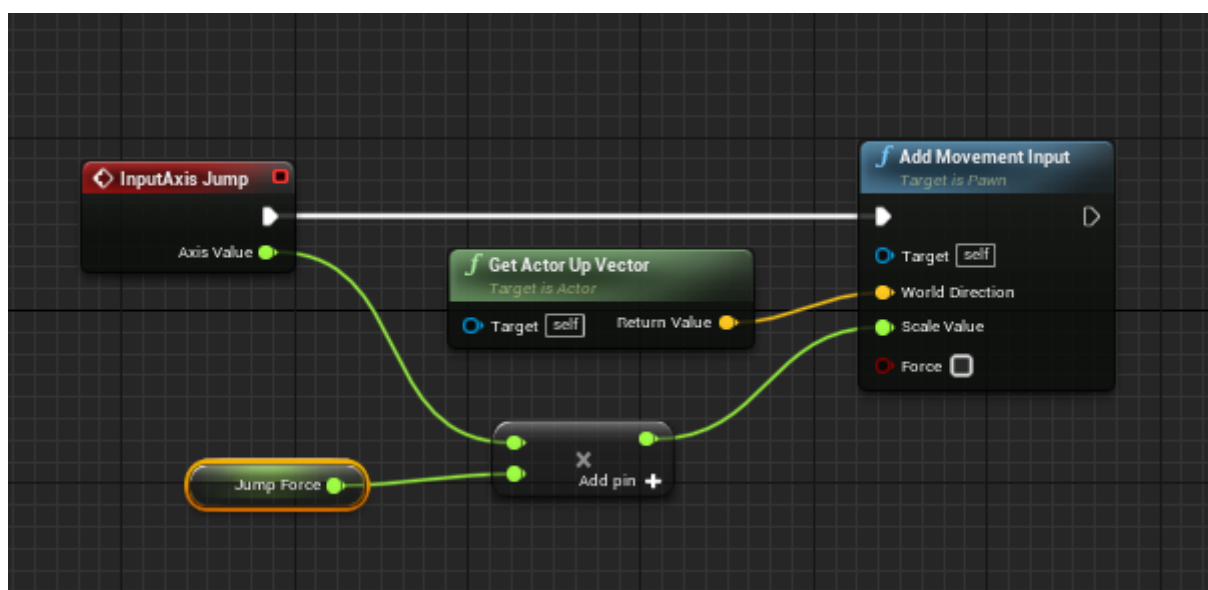 InputAxis Jump
Axis Value
Get Actor Up Vector
Target is Actor
Target self
Return Value
Jump Force
Add pin
Add Movement Input
Target is Pawn
Target self
World Direction
Scale Value
Force